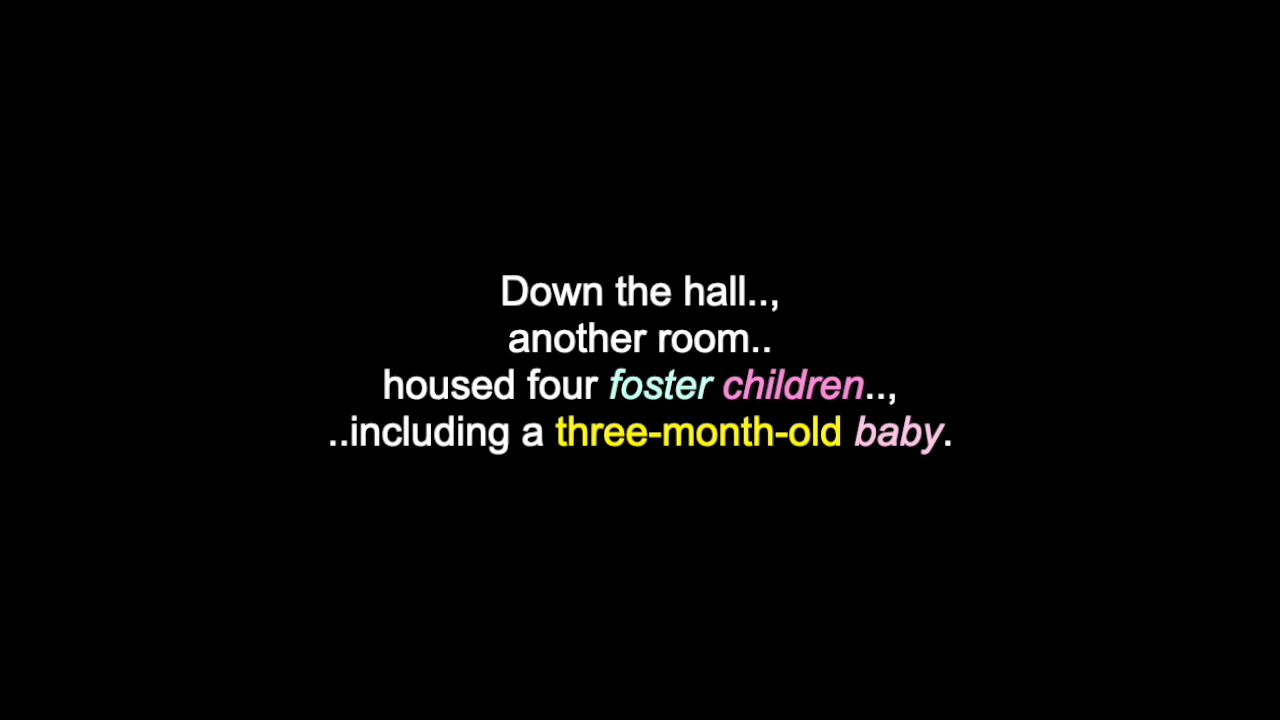 Down the hall..,
another room..
housed four foster children..,
..including a three-month-old baby.